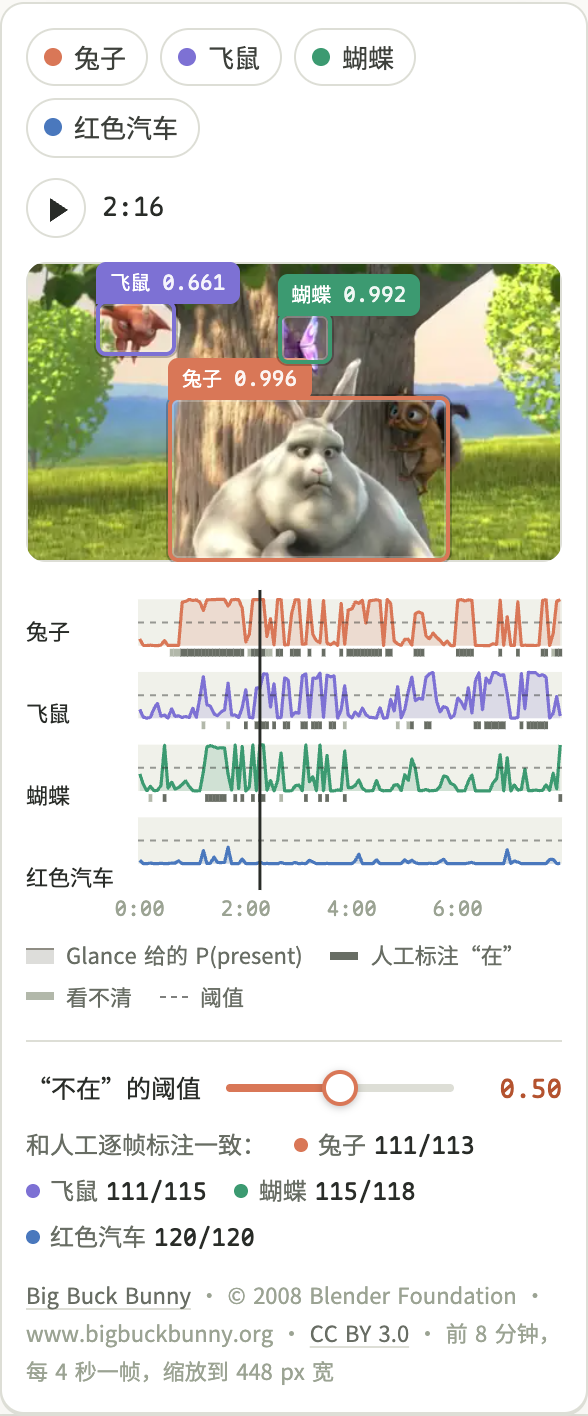 兔子 飞鼠 蝴蝶
红色汽车
2:16
飞鼠 0.661
蝴蝶 0.992
兔子 0.996
兔子
飞鼠
蝴蝶
红色汽车
0:00 2:00 4:00 6:00
Glance 给的 P(present) 人工标注“在”
看不清 阈值
“不在”的阈值 0.50
和人工逐帧标注一致： 兔子 111/113
飞鼠 111/115 蝴蝶 115/118
红色汽车 120/120
Big Buck Bunny · © 2008 Blender Foundation ·
www.bigbuckbunny.org · CC BY 3.0 · 前 8 分钟，
每 4 秒一帧，缩放到 448 px 宽